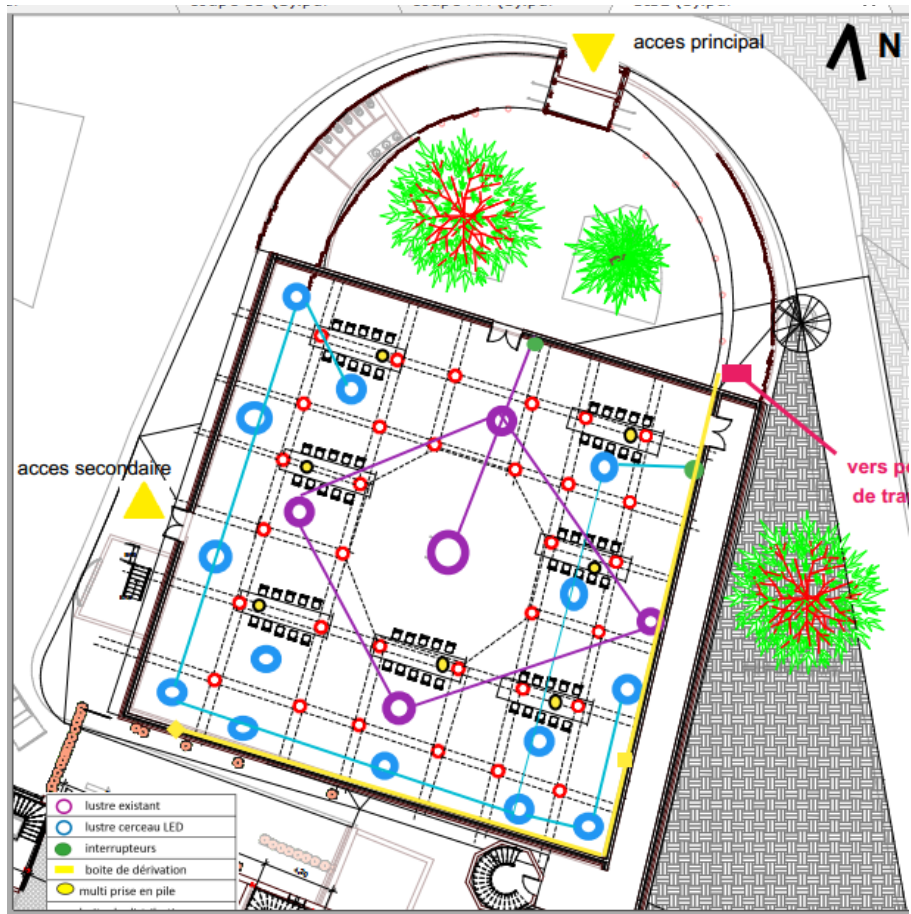 acces principal
N
acces secondaire
vers
de
lustre existant
lustre cerceau LED
interrupteurs
boite de dérivation
multi prise en pile